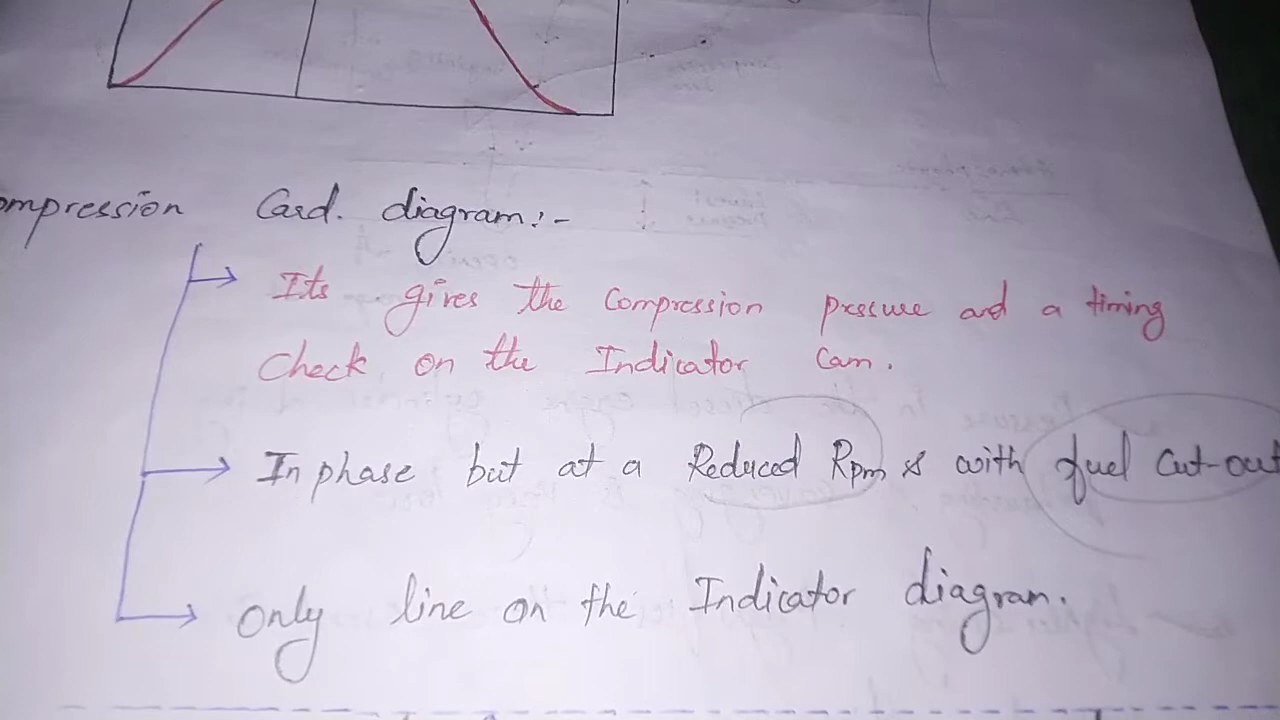 ompression Card. diagram:-
Its gives the Compression pressure and a timing
Check on the Indicator Cam.
In phase but at a Reduced Rpm & with fuel Cut-out
Only line on the Indicator diagram.